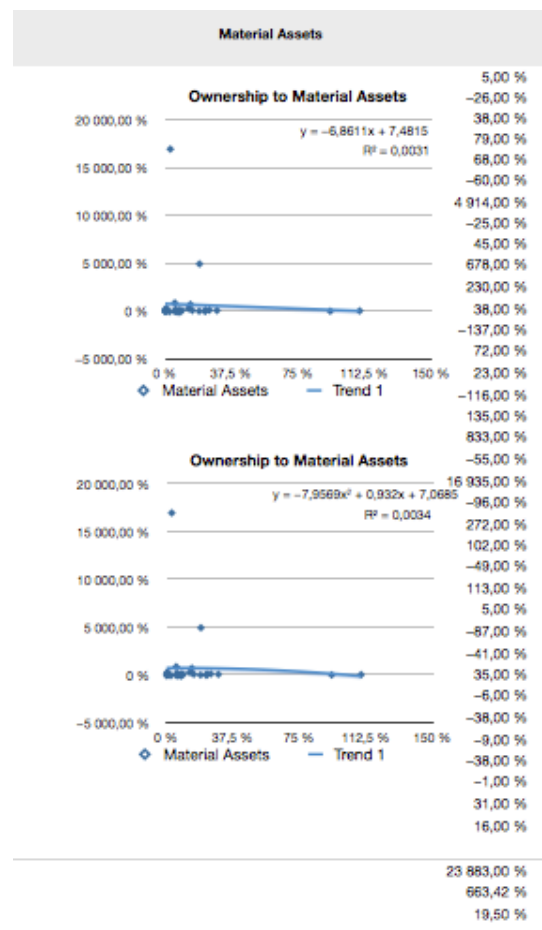 Material Assets
Ownership to Material Assets
y = −6,8611x + 7,4815
R² = 0,0031
20 000,00 %
15 000,00 %
10 000,00 %
5 000,00 %
0 %
−5 000,00 %
0 % 37,5 % 75 % 112,5 % 150 %
Material Assets Trend 1
Ownership to Material Assets
y = −7,9569x² + 0,932x + 7,0685
R² = 0,0034
20 000,00 %
15 000,00 %
10 000,00 %
5 000,00 %
0 %
−5 000,00 %
0 % 37,5 % 75 % 112,5 % 150 %
Material Assets Trend 1
5,00 %
−26,00 %
38,00 %
79,00 %
68,00 %
−60,00 %
4 914,00 %
−25,00 %
45,00 %
678,00 %
230,00 %
38,00 %
−137,00 %
72,00 %
23,00 %
−116,00 %
135,00 %
833,00 %
−55,00 %
16 935,00 %
−96,00 %
272,00 %
102,00 %
−49,00 %
113,00 %
5,00 %
−87,00 %
−41,00 %
35,00 %
−6,00 %
−38,00 %
−9,00 %
−38,00 %
−1,00 %
31,00 %
16,00 %
23 883,00 %
663,42 %
19,50 %